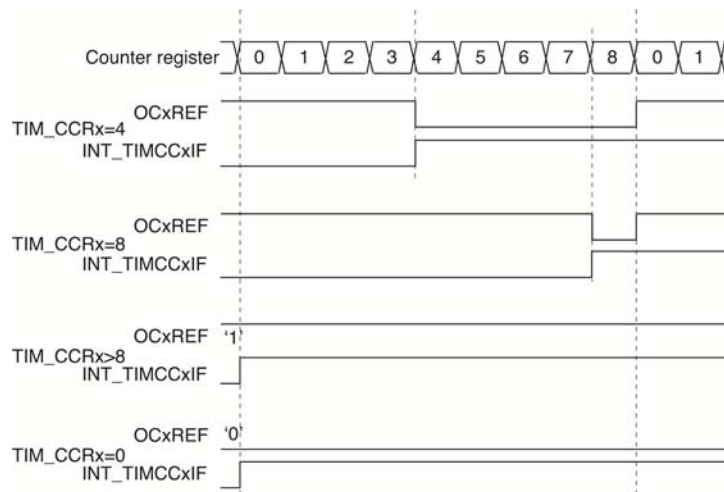 Counter register 0 1 2 3 4 5 6 7 8 0 1
OCxREF
TIM_CCRx=4
INT_TIMCCxIF
OCxREF
TIM_CCRx=8
INT_TIMCCxIF
OCxREF '1'
TIM_CCRx>8
INT_TIMCCxIF
OCxREF '0'
TIM_CCRx=0
INT_TIMCCxIF